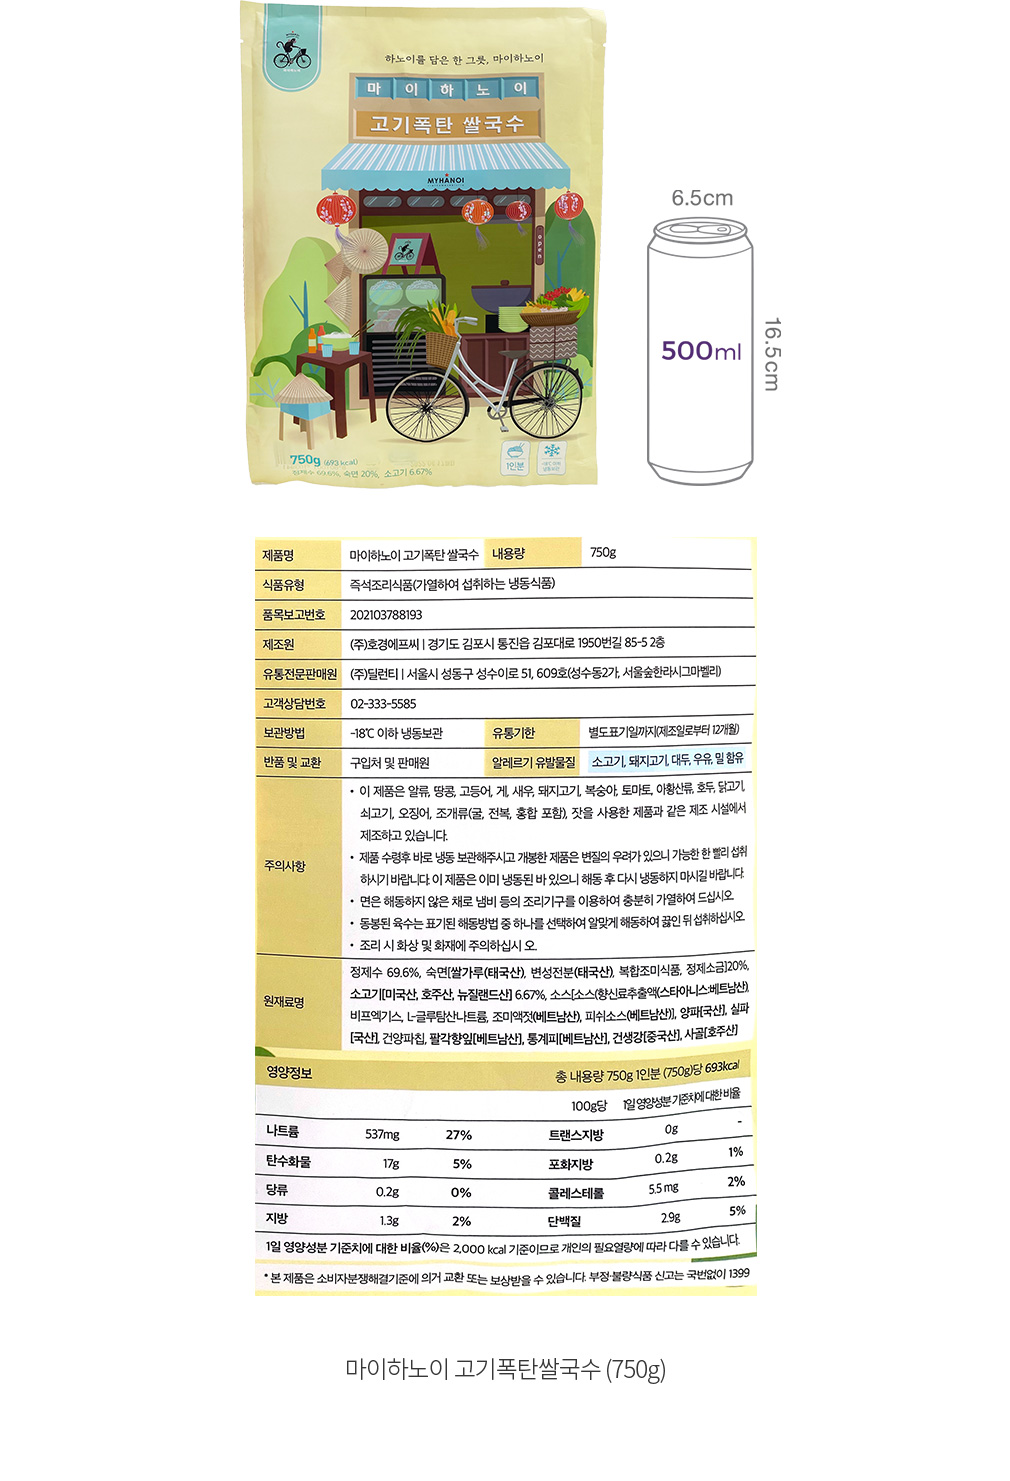 하노이를 담은 한 그릇, 마이하노이
마이하노이
고기폭탄 쌀국수
MYHANOI
open
750g (693 kcal)
정제수 69.6%, 숙면 20%, 소고기 6.67%
1인분
6.5cm
500ml
16.5cm
제품명 마이하노이 고기폭탄 쌀국수 내용량 750g
식품유형 즉석조리식품(가열하여 섭취하는 냉동식품)
품목보고번호 202103788193
제조원 (주)호경에프씨 | 경기도 김포시 통진읍 김포대로 1950번길 85-5 2층
유통전문판매원 (주)딜런티 | 서울시 성동구 성수이로 51, 609호(성수동2가, 서울숲한라시그마밸리)
고객상담번호 02-333-5585
보관방법 -18℃ 이하 냉동보관 유통기한 별도표기일까지(제조일로부터 12개월)
반품 및 교환 구입처 및 판매원 알레르기 유발물질 소고기, 돼지고기, 대두, 우유, 밀 함유
주의사항
• 이 제품은 알류, 땅콩, 고등어, 게, 새우, 돼지고기, 복숭아, 토마토, 아황산류, 호두, 닭고기,
쇠고기, 오징어, 조개류(굴, 전복, 홍합 포함), 잣을 사용한 제품과 같은 제조 시설에서
제조하고 있습니다.
• 제품 수령후 바로 냉동 보관해주시고 개봉한 제품은 변질의 우려가 있으니 가능한 한 빨리 섭취
하시기 바랍니다. 이 제품은 이미 냉동된 바 있으니 해동 후 다시 냉동하지 마시길 바랍니다.
• 면은 해동하지 않은 채로 냄비 등의 조리기구를 이용하여 충분히 가열하여 드십시오.
• 동봉된 육수는 표기된 해동방법 중 하나를 선택하여 알맞게 해동하여 끓인 뒤 섭취하십시오.
• 조리 시 화상 및 화재에 주의하십시 오.
원재료명
정제수 69.6%, 숙면[쌀가루(태국산), 변성전분(태국산), 복합조미식품, 정제소금]20%,
소고기[미국산, 호주산, 뉴질랜드산] 6.67%, 소스[소스(향신료추출액(스타아니스:베트남산),
비프엑기스, L-글루탐산나트륨, 조미액젓(베트남산), 피쉬소스(베트남산)], 양파[국산], 실파
[국산], 건양파칩, 팔각향잎[베트남산], 통계피[베트남산], 건생강[중국산], 사골[호주산]
영양정보 총 내용량 750g 1인분 (750g)당 693kcal
100g당 1일 영양성분 기준치에 대한 비율
나트륨 537mg 27% 트랜스지방 0g -
탄수화물 17g 5% 포화지방 0.2g 1%
당류 0.2g 0% 콜레스테롤 5.5 mg 2%
지방 1.3g 2% 단백질 2.9g 5%
1일 영양성분 기준치에 대한 비율(%)은 2,000 kcal 기준이므로 개인의 필요열량에 따라 다를 수 있습니다.
* 본 제품은 소비자분쟁해결기준에 의거 교환 또는 보상받을 수 있습니다. 부정·불량식품 신고는 국번없이 1399
마이하노이 고기폭탄쌀국수 (750g)